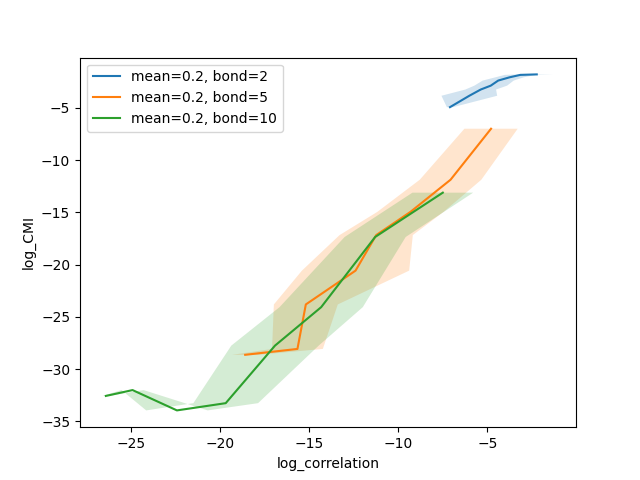 mean=0.2, bond=2
mean=0.2, bond=5
mean=0.2, bond=10
−5
−10
−15
−20
−25
−30
−35
log_CMI
−25
−20
−15
−10
−5
log_correlation